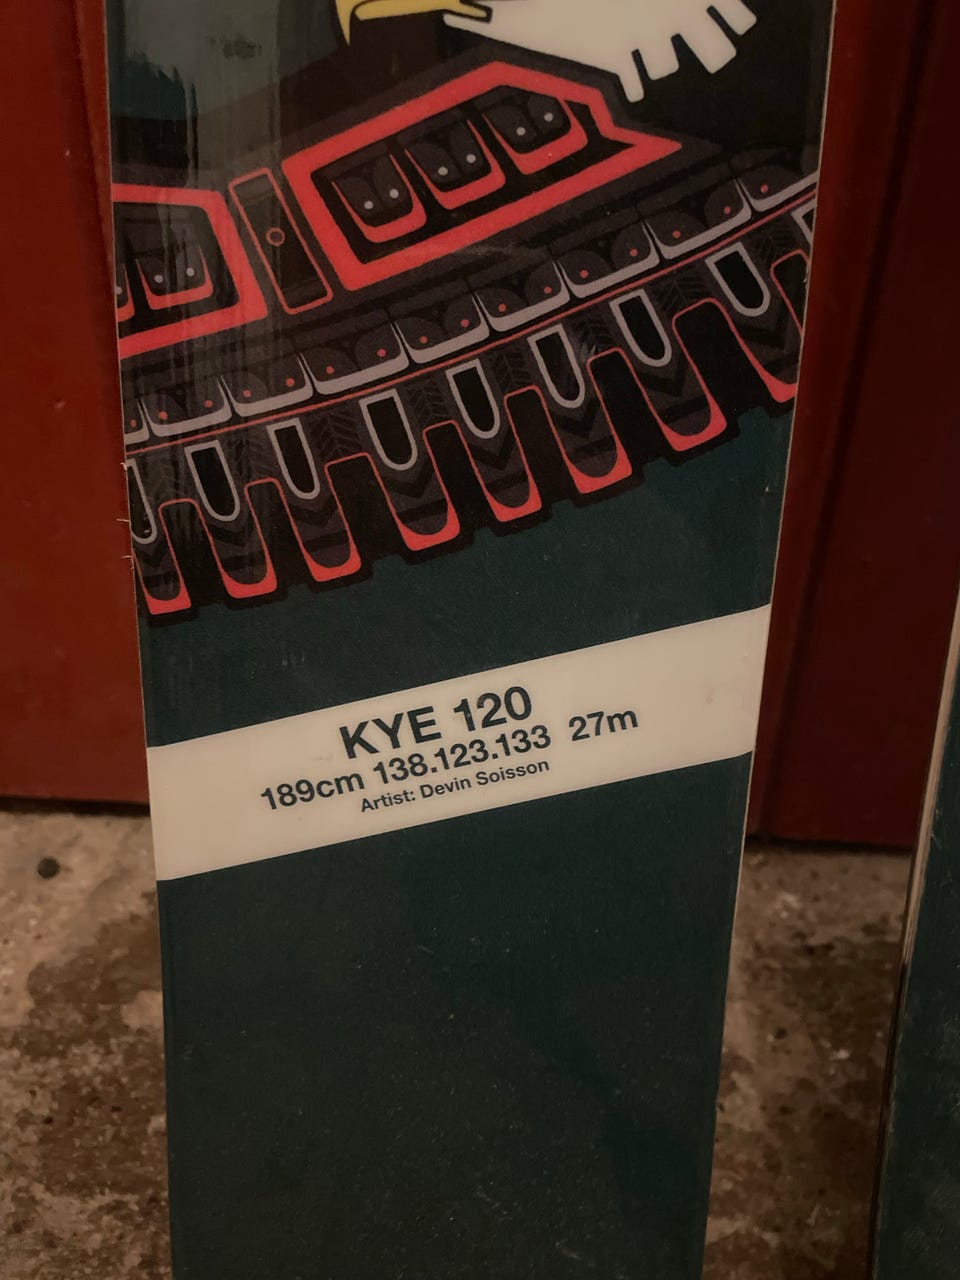 KYE 120
189cm 138.123.133 27m
Artist: Devin Soisson